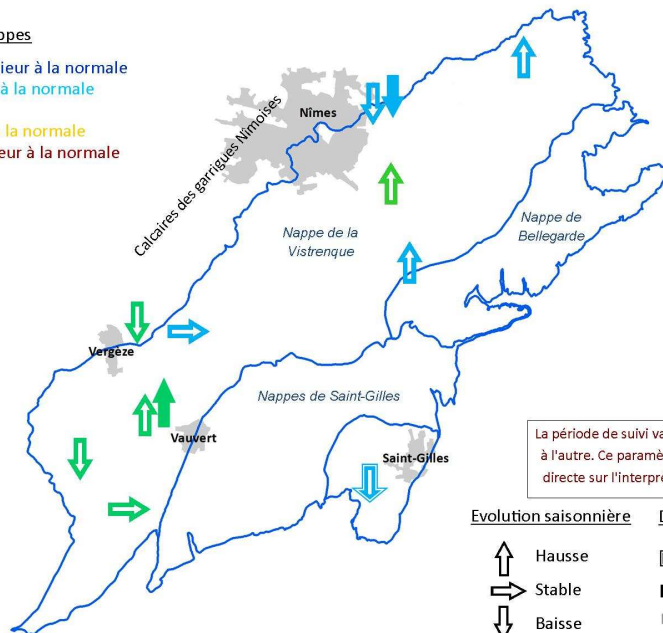 ppes
ieur à la normale
à la normale
la normale
eur à la normale
Nîmes
Calcaires des garrigues Nîmoises
Nappe de la
Vistrenque
Nappe de
Bellegarde
Vergèze
Nappes de Saint-Gilles
Vauvert
Saint-Gilles
La période de suivi va
à l'autre. Ce paramè
directe sur l'interpré
Evolution saisonnière
D
Hausse
Stable
Baisse